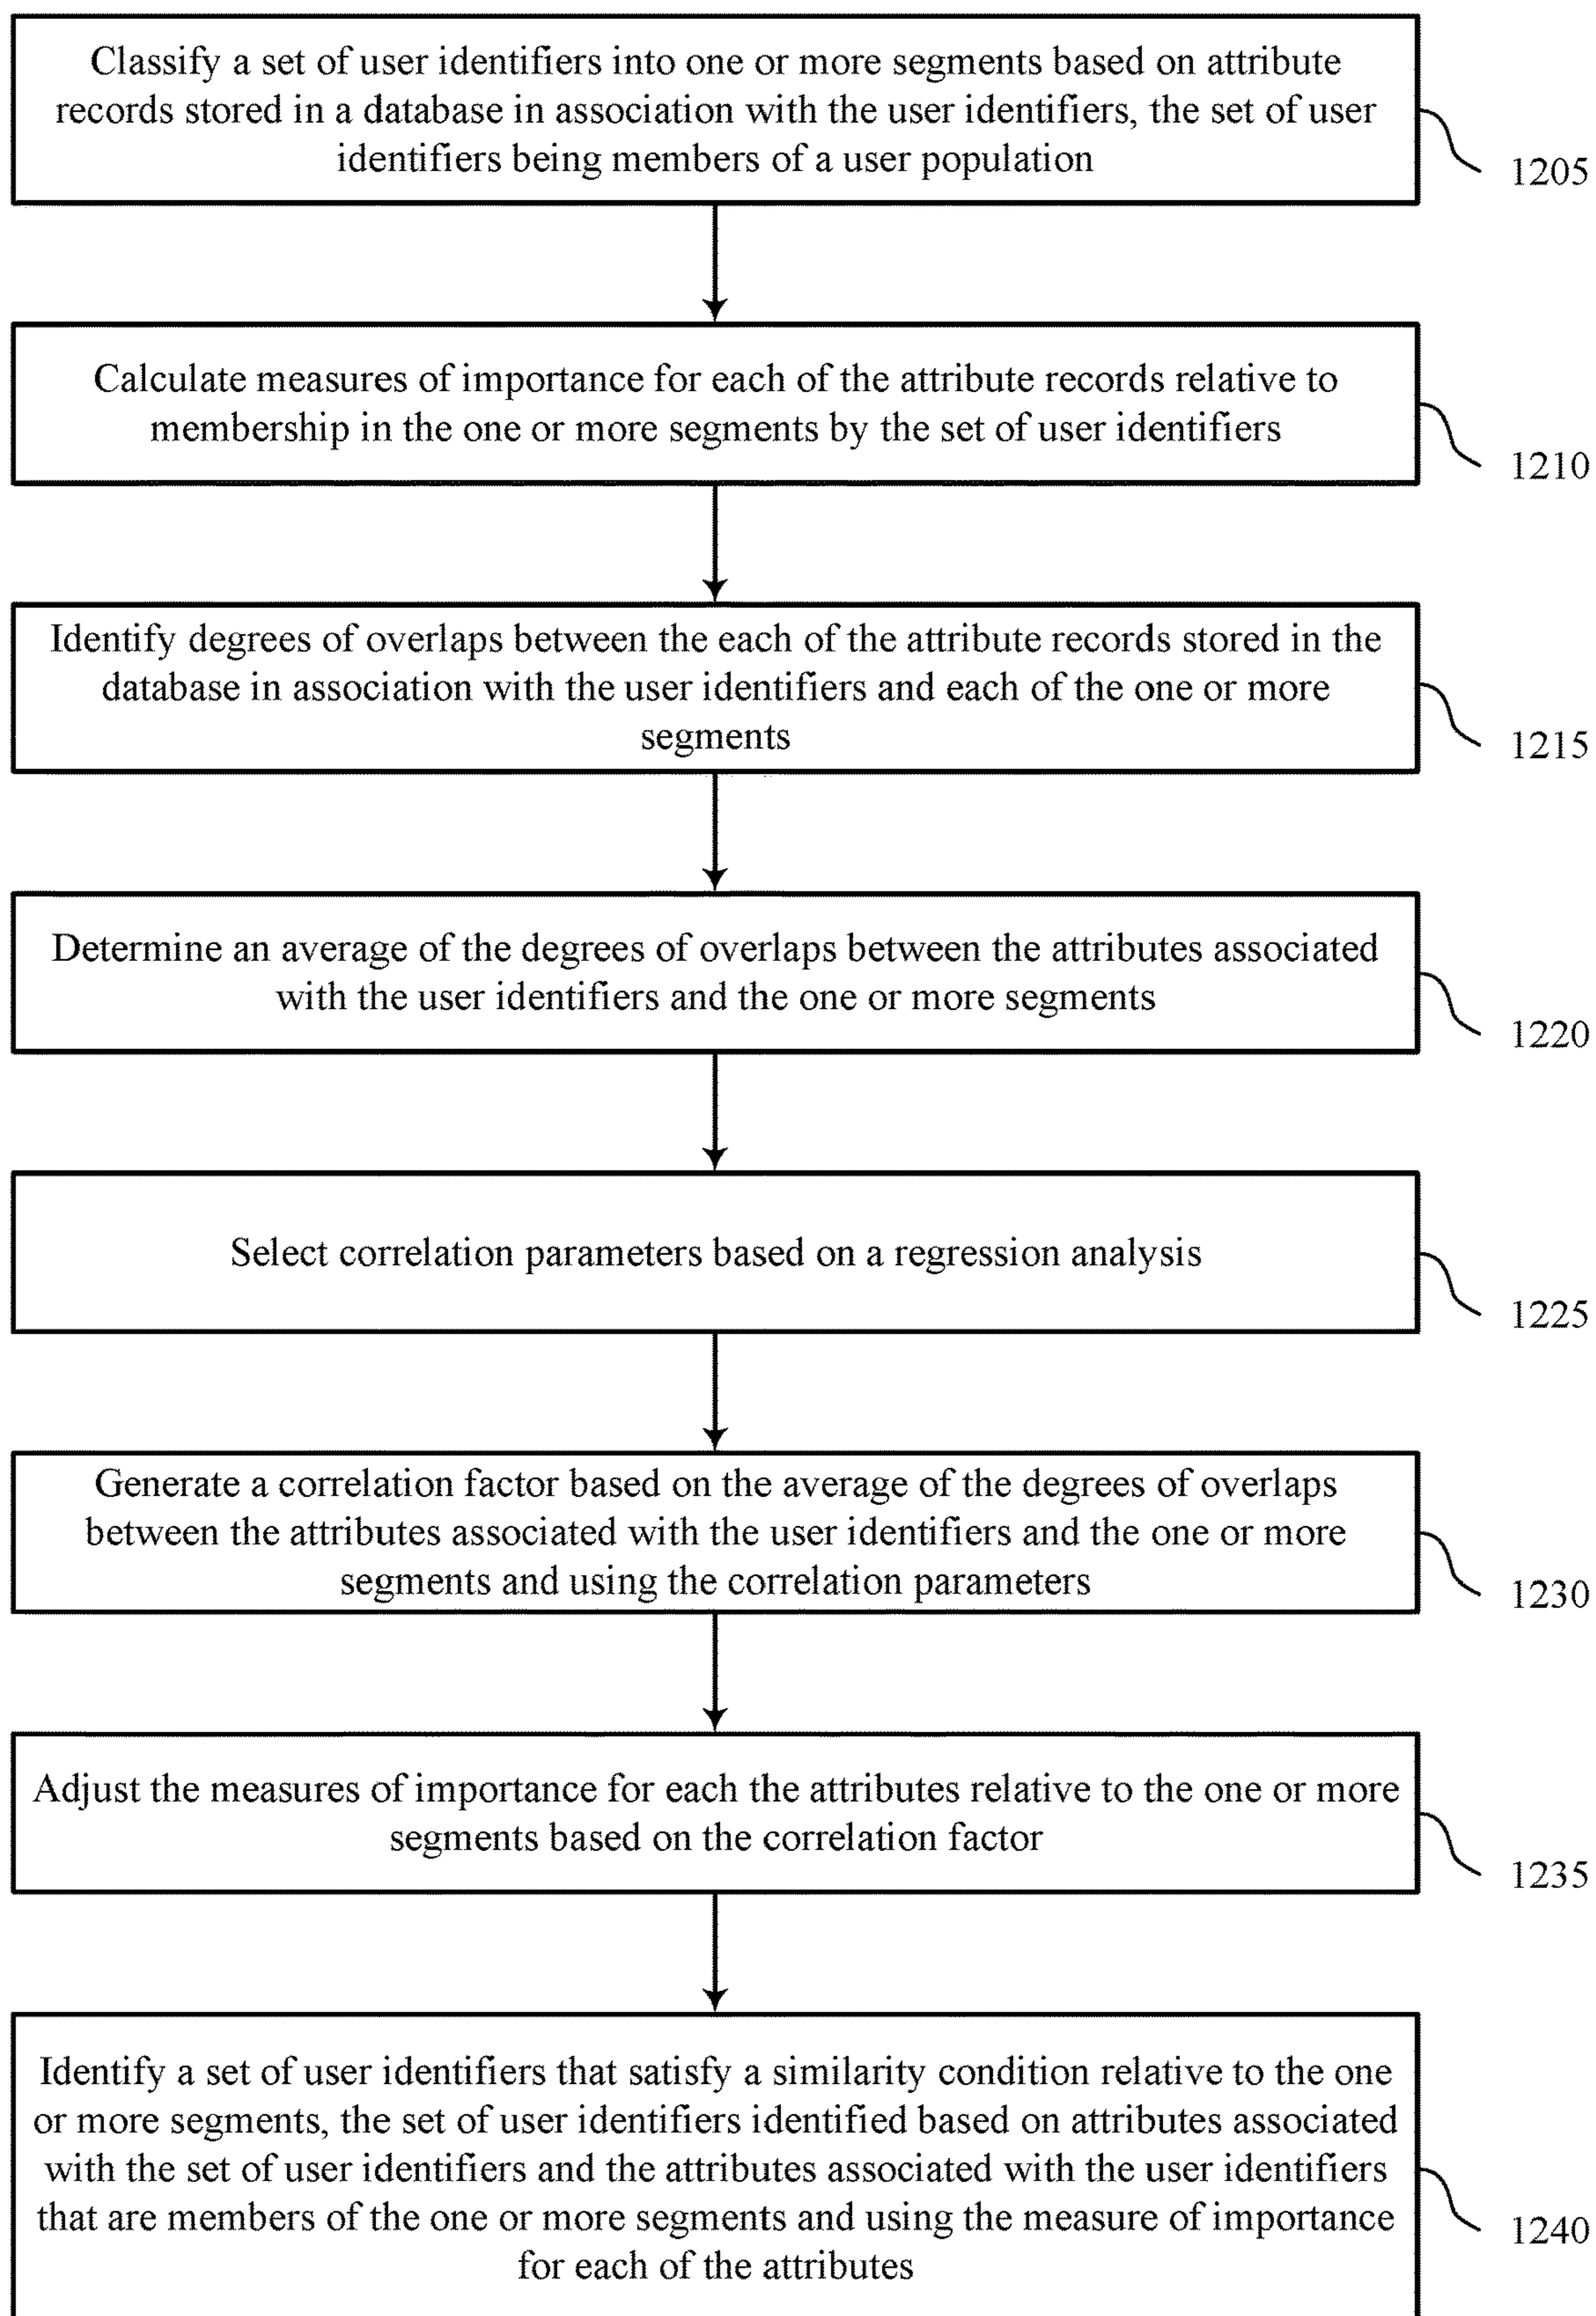 Classify a set of user identifiers into one or more segments based on attribute
records stored in a database in association with the user identifiers, the set of user
identifiers being members of a user population
1205
Calculate measures of importance for each of the attribute records relative to
membership in the one or more segments by the set of user identifiers
1210
Identify degrees of overlaps between the each of the attribute records stored in the
database in association with the user identifiers and each of the one or more
segments
1215
Determine an average of the degrees of overlaps between the attributes associated
with the user identifiers and the one or more segments
1220
Select correlation parameters based on a regression analysis
1225
Generate a correlation factor based on the average of the degrees of overlaps
between the attributes associated with the user identifiers and the one or more
segments and using the correlation parameters
1230
Adjust the measures of importance for each the attributes relative to the one or more
segments based on the correlation factor
1235
Identify a set of user identifiers that satisfy a similarity condition relative to the one
or more segments, the set of user identifiers identified based on attributes associated
with the set of user identifiers and the attributes associated with the user identifiers
that are members of the one or more segments and using the measure of importance
for each of the attributes
1240